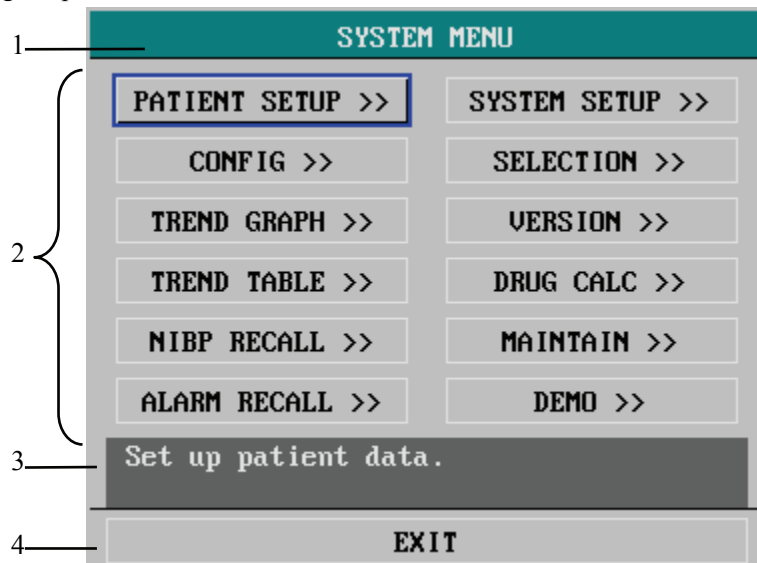 1 SYSTEM MENU
PATIENT SETUP >> SYSTEM SETUP >>
CONFIG >> SELECTION >>
TREND GRAPH >> VERSION >>
2
TREND TABLE >> DRUG CALC >>
NIBP RECALL >> MAINTAIN >>
ALARM RECALL >> DEMO >>
3 Set up patient data.
4 EXIT